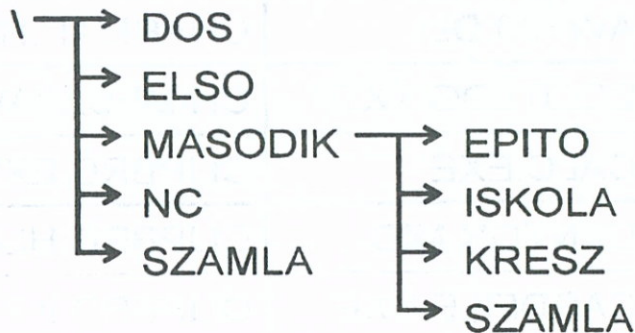 \ DOS
ELSO
MASODIK EPITO
NC ISKOLA
SZAMLA KRESZ
SZAMLA